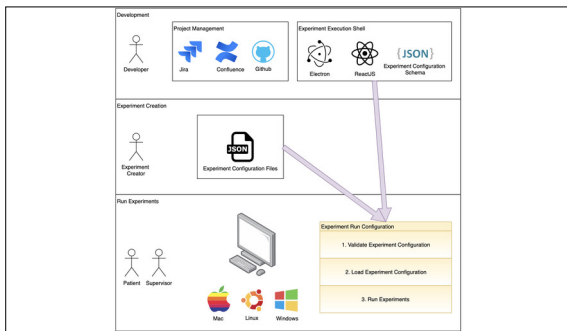 Development
Project Management
Experiment Execution Shell
{JSON}
Developer
Jira
Confluence
Github
Electron
ReactJS
Experiment Configuration
Schema
Experiment Creation
JSON
Experiment
Creator
Experiment Configuration Files
Run Experiments
Experiment Run Configuration
1. Validate Experiment Configuration
2. Load Experiment Configuration
3. Run Experiments
Patient
Supervisor
Mac
Linux
Windows